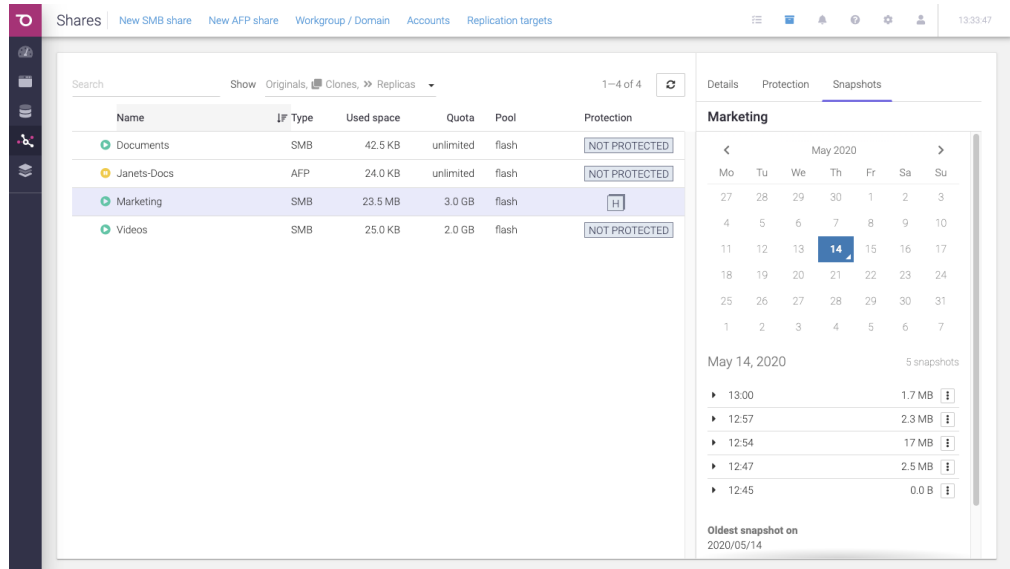 Shares New SMB share New AFP share Workgroup / Domain Accounts Replication targets 13:33:47
Search Show Originals, Clones, Replicas 1–4 of 4
Name Type Used space Quota Pool Protection
Documents SMB 42.5 KB unlimited flash NOT PROTECTED
Janets-Docs AFP 24.0 KB unlimited flash NOT PROTECTED
Marketing SMB 23.5 MB 3.0 GB flash H
Videos SMB 25.0 KB 2.0 GB flash NOT PROTECTED
Details Protection Snapshots
Marketing
May 2020
Mo Tu We Th Fr Sa Su
27 28 29 30 1 2 3
4 5 6 7 8 9 10
11 12 13 14 15 16 17
18 19 20 21 22 23 24
25 26 27 28 29 30 31
1 2 3 4 5 6 7
May 14, 2020 5 snapshots
13:00 1.7 MB
12:57 2.3 MB
12:54 17 MB
12:47 2.5 MB
12:45 0.0 B
Oldest snapshot on
2020/05/14